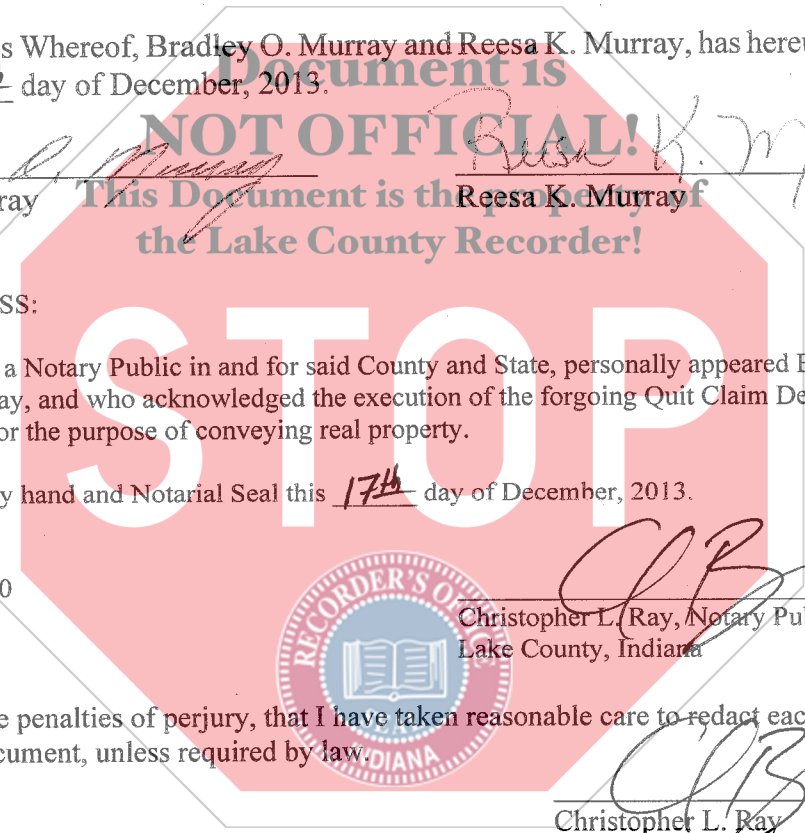 s Whereof, Bradley O. Murray and Reesa K. Murray, has hereu
day of December, 2013.
Document is
NOT OFFICIAL!
This Document is the property of
the Lake County Recorder!
O. Murray
Reesa K. M
ray
Reesa K. Murray
SS:
STOP
a Notary Public in and for said County and State, personally appeared B
ay, and who acknowledged the execution of the forgoing Quit Claim De
or the purpose of conveying real property.
y hand and Notarial Seal this 17th day of December, 2013.
0
RECORDER'S OFFICE
SEAL
INDIANA
Christopher L. Ray, Notary Pu
Lake County, Indiana
e penalties of perjury, that I have taken reasonable care to redact eac
cument, unless required by law.
Christopher L. Ray